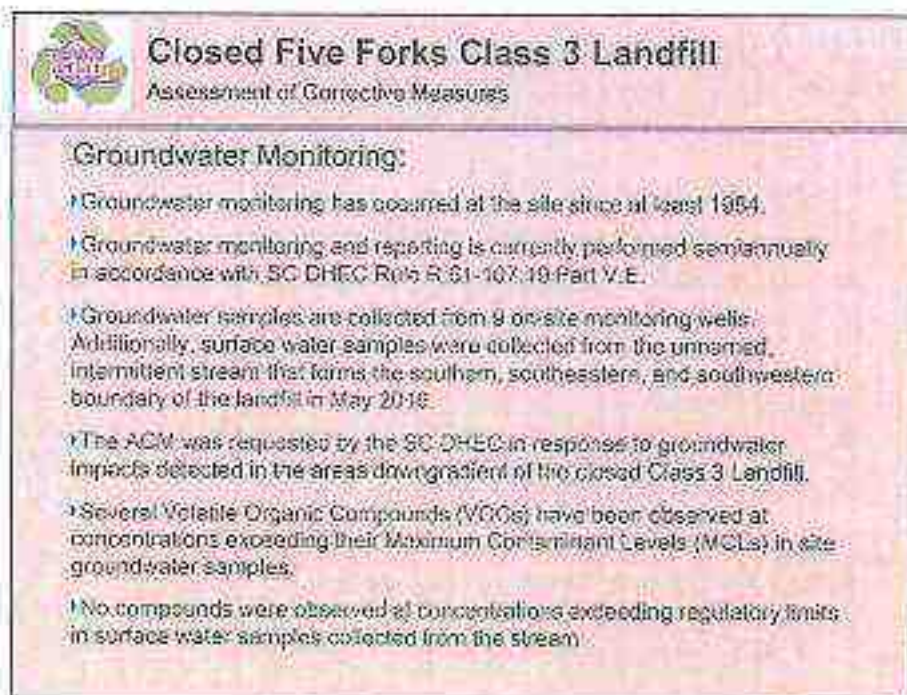 Closed Five Forks Class 3 Landfill
Assessment of Corrective Measures
Groundwater Monitoring:
Groundwater monitoring has occurred at the site since at least
Groundwater monitoring and reporting is currently performed semiannually
in accordance with SC DHEC Rule R.61-107.19 Part V.E.
Groundwater samples are collected from 9 on-site monitoring wells.
Additionally, surface water samples were collected from the unnamed,
intermittent stream that forms the southern, southeastern, and southwestern
boundary of the landfill in May
The ACM was requested by the SC DHEC in response to groundwater
impacts detected in the areas downgradient of the closed Class 3 Landfill.
Several Volatile Organic Compounds (VOCs) have been observed at
concentrations exceeding their Maximum Contaminant Levels (MCLs) in site
groundwater samples.
No compounds were observed at concentrations exceeding regulatory limits
in surface water samples collected from the stream